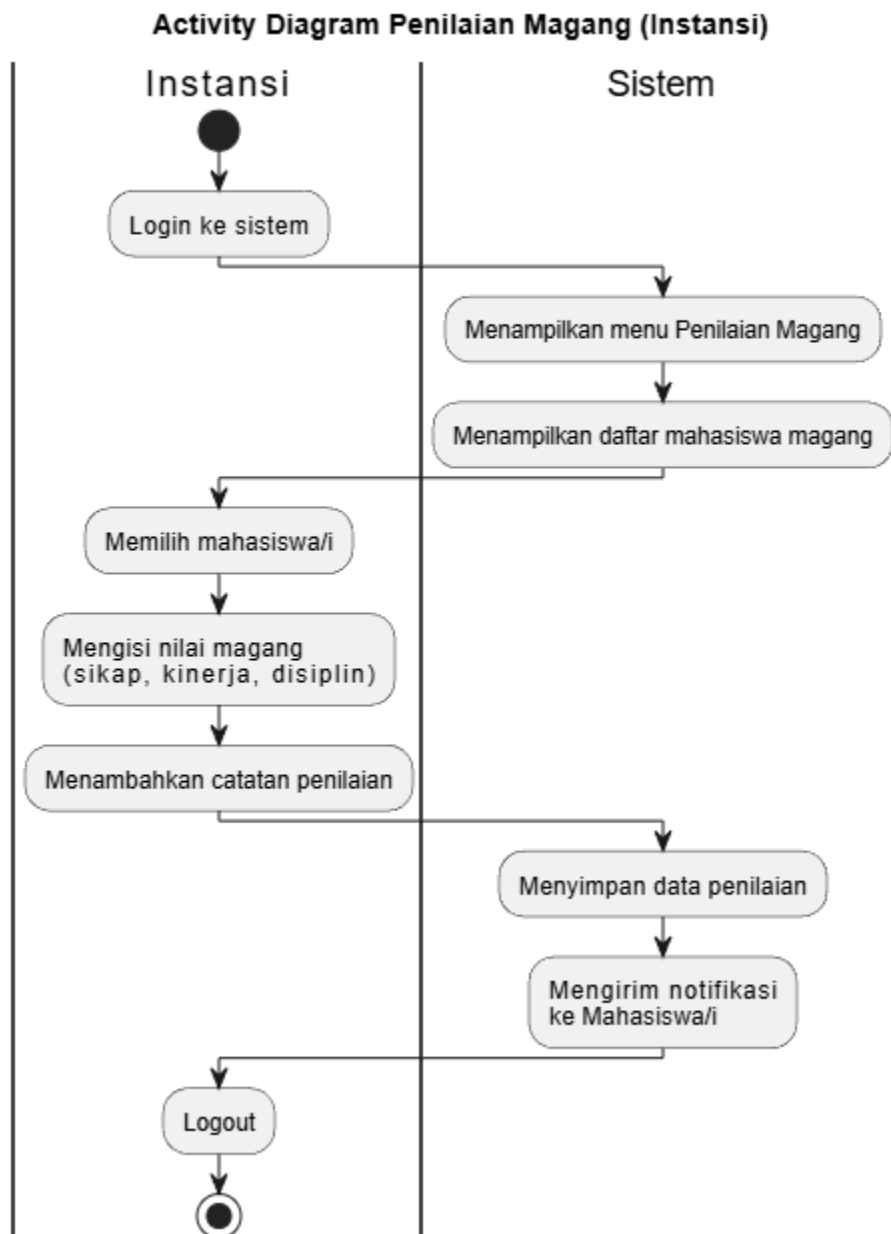 Activity Diagram Penilaian Magang (Instansi)
Instansi
Sistem
Login ke sistem
Menampilkan menu Penilaian Magang
Menampilkan daftar mahasiswa magang
Memilih mahasiswa/i
Mengisi nilai magang
(sikap, kinerja, disiplin)
Menambahkan catatan penilaian
Menyimpan data penilaian
Mengirim notifikasi
ke Mahasiswa/i
Logout